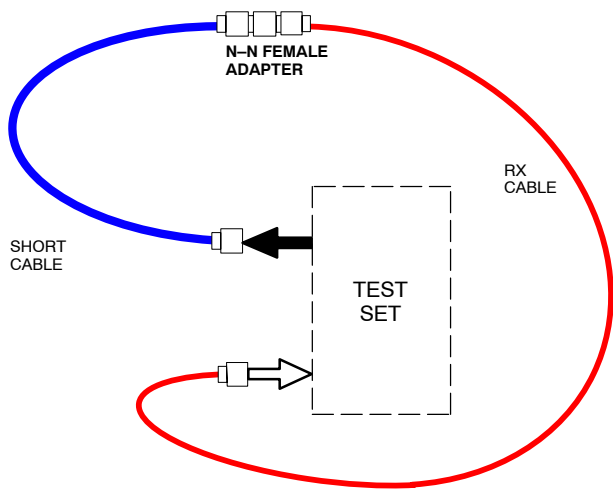 N–N FEMALE
ADAPTER
RX
CABLE
SHORT
CABLE
TEST
SET